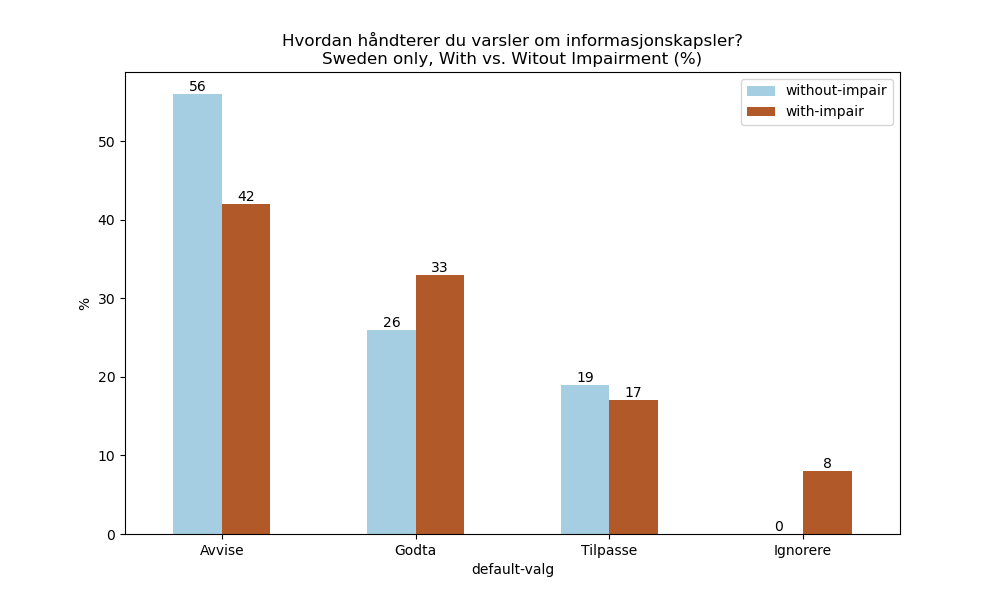 Hvordan håndterer du varsler om informasjonskapsler?
Sweden only, With vs. Witout Impairment (%)
without-impair
with-impair
56
42
26
33
19
17
0
8
%
50
40
30
20
10
0
Avvise
Godta
Tilpasse
Ignorere
default-valg